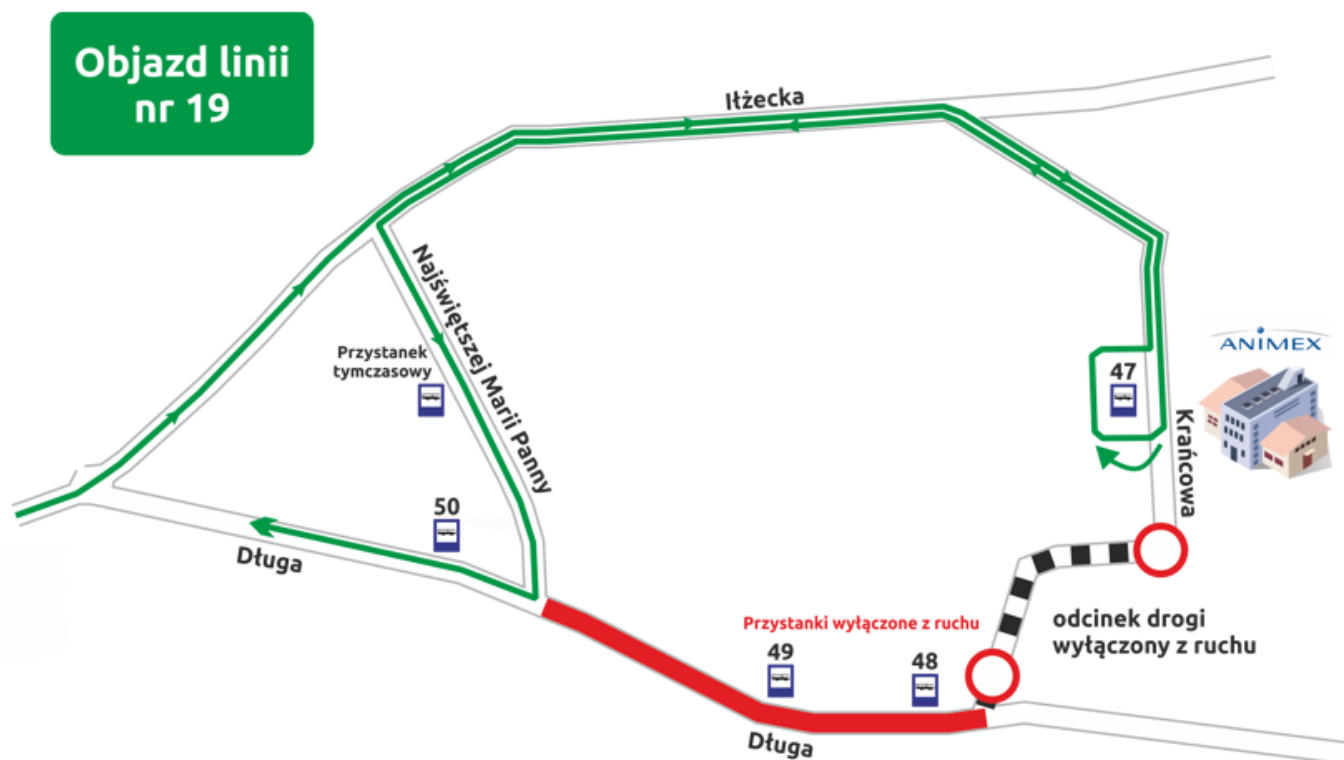 Objazd linii
nr 19
Iłżecka
Najświętszej Marii Panny
Przystanek
tymczasowy
ANIMEX
47
Krańcowa
50
Długa
Przystanki wyłączone z ruchu
odcinek drogi
wyłączony z ruchu
49
48
Długa